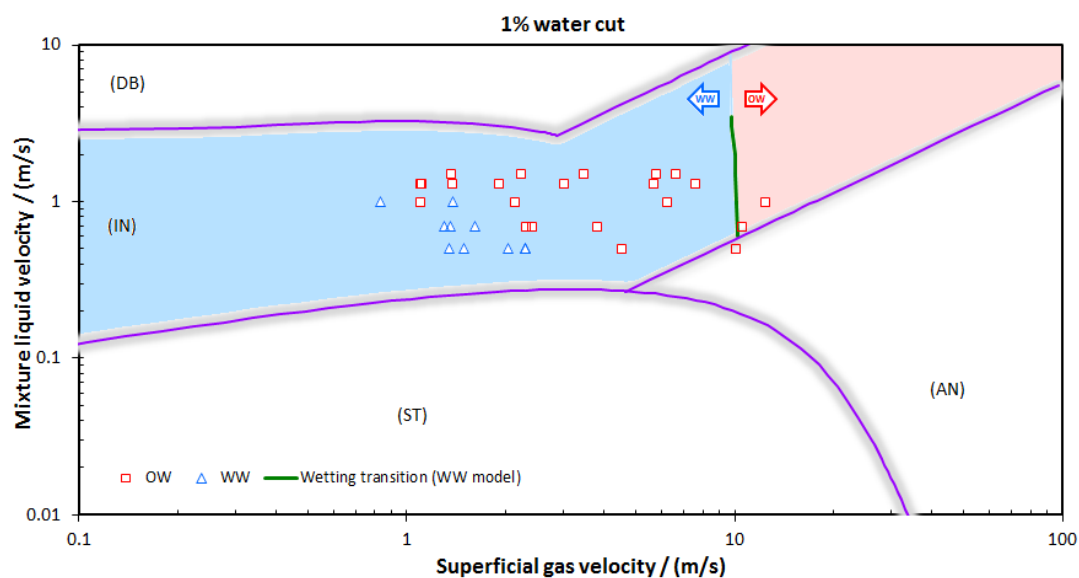 1% water cut
10
(DB)
WW
OW
Mixture liquid velocity / (m/s)
1
(IN)
0.1
(ST)
(AN)
OW
WW
Wetting transition (WW model)
0.01
0.1
1
10
100
Superficial gas velocity / (m/s)